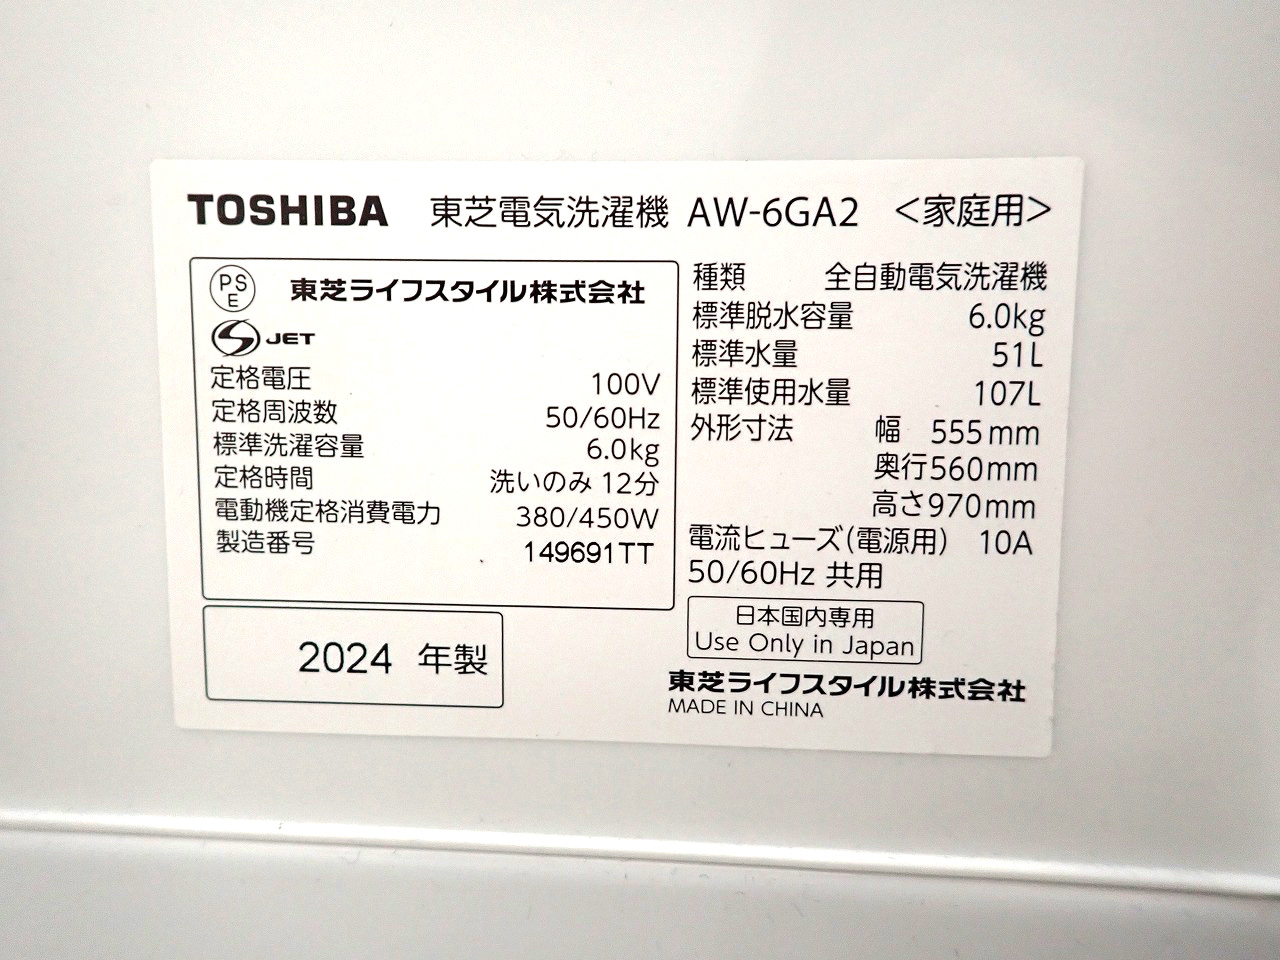 TOSHIBA 東芝電気洗濯機 AW-6GA2 <家庭用>
PS
E
東芝ライフスタイル株式会社
JET
定格電圧 100V
定格周波数 50/60Hz
標準洗濯容量 6.0kg
定格時間 洗いのみ 12分
電動機定格消費電力 380/450W
製造番号 149691TT
2024 年製
種類 全自動電気洗濯機
標準脱水容量 6.0kg
標準水量 51L
標準使用水量 107L
外形寸法 幅 555mm
奥行560mm
高さ970mm
電流ヒューズ(電源用) 10A
50/60Hz 共用
日本国内専用
Use Only in Japan
東芝ライフスタイル株式会社
MADE IN CHINA